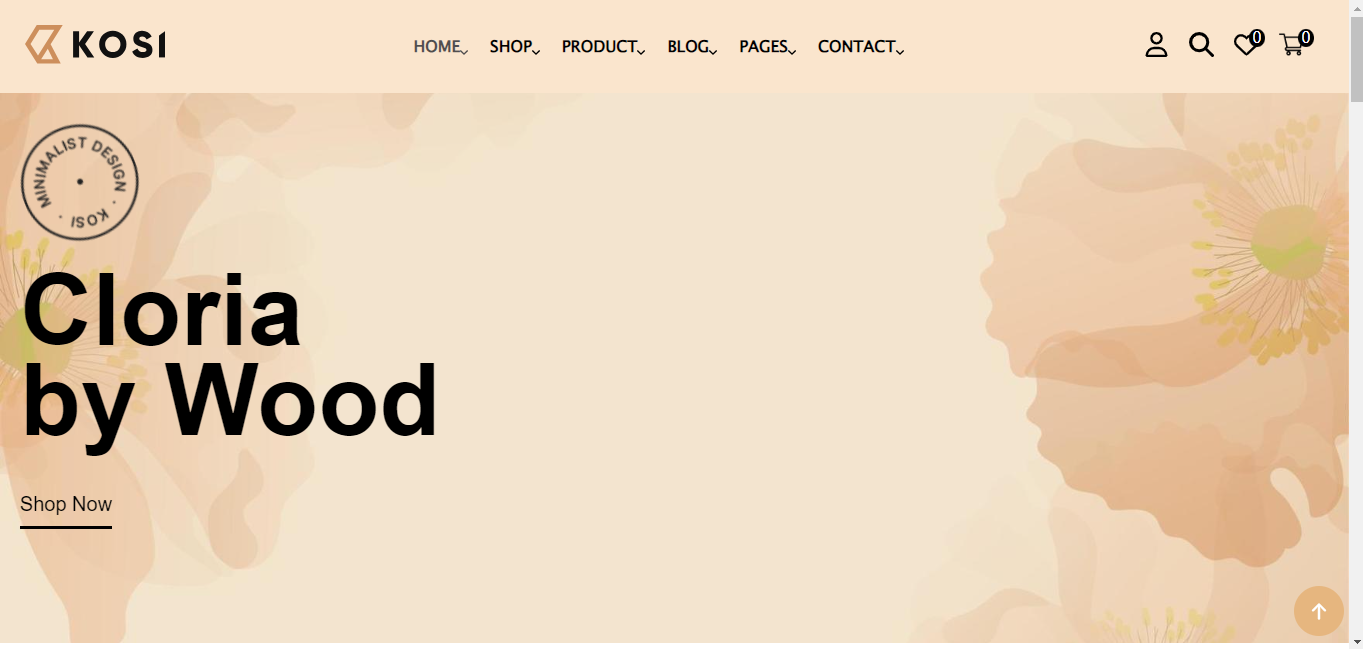 KOSI
HOME
SHOP
PRODUCT
BLOG
PAGES
CONTACT
0
0
MINIMALIST DESIGN · KOSI ·
Cloria
by Wood
Shop Now